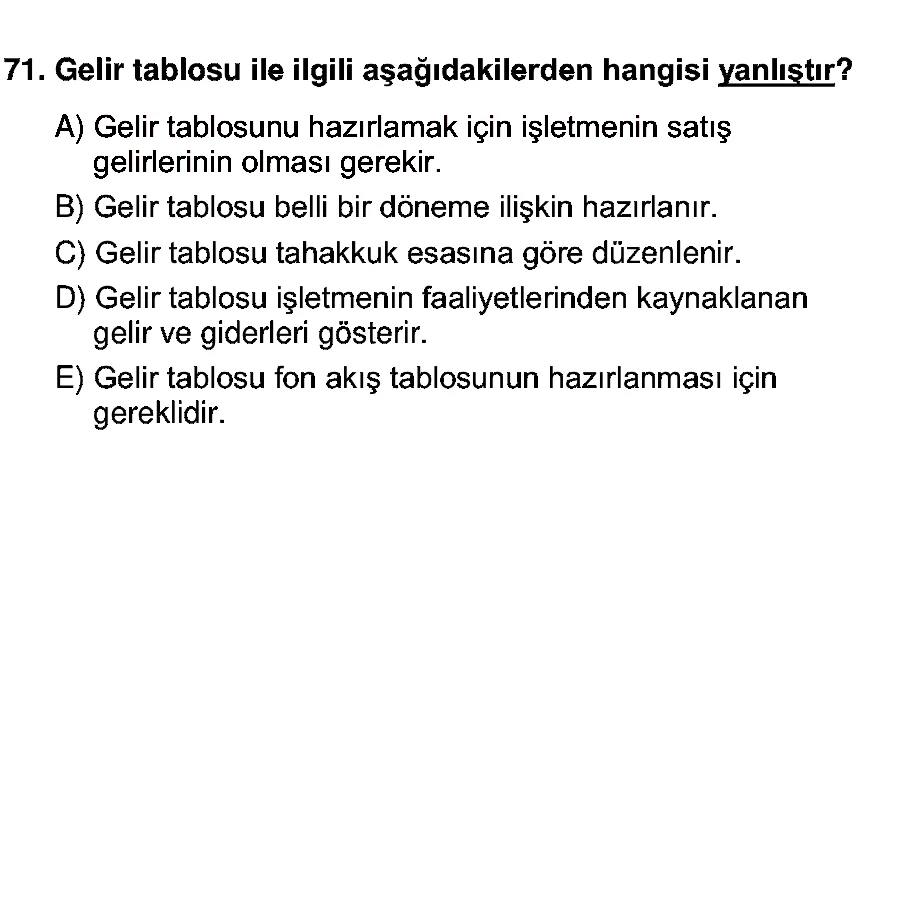 71. Gelir tablosu ile ilgili aşağıdakilerden hangisi yanlıştır?
A) Gelir tablosunu hazırlamak için işletmenin satış
gelirlerinin olması gerekir.
B) Gelir tablosu belli bir döneme ilişkin hazırlanır.
C) Gelir tablosu tahakkuk esasına göre düzenlenir.
D) Gelir tablosu işletmenin faaliyetlerinden kaynaklanan
gelir ve giderleri gösterir.
E) Gelir tablosu fon akış tablosunun hazırlanması için
gereklidir.